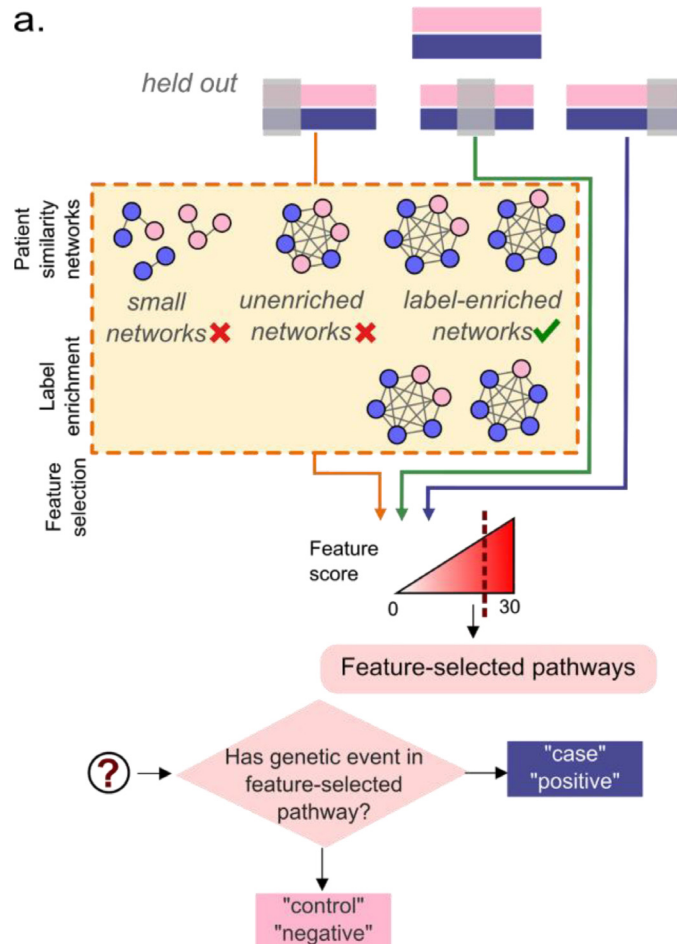 a.
held out
Patient
similarity
networks
small
networks
unenriched
networks
label-enriched
networks
Label
enrichment
Feature
selection
Feature
score
0
30
Feature-selected pathways
?
Has genetic event in
feature-selected
pathway?
"case"
"positive"
"control"
"negative"